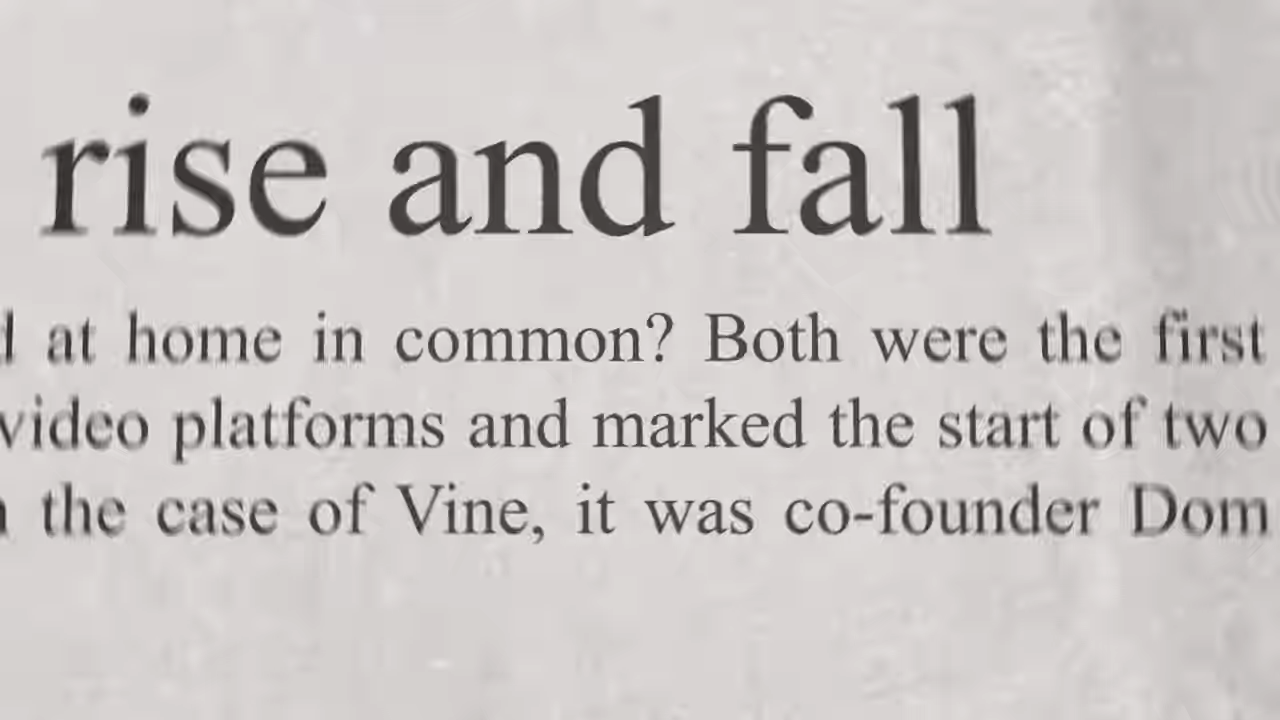 rise and fall
at home in common? Both were the first
video platforms and marked the start of two
the case of Vine, it was co-founder Dom